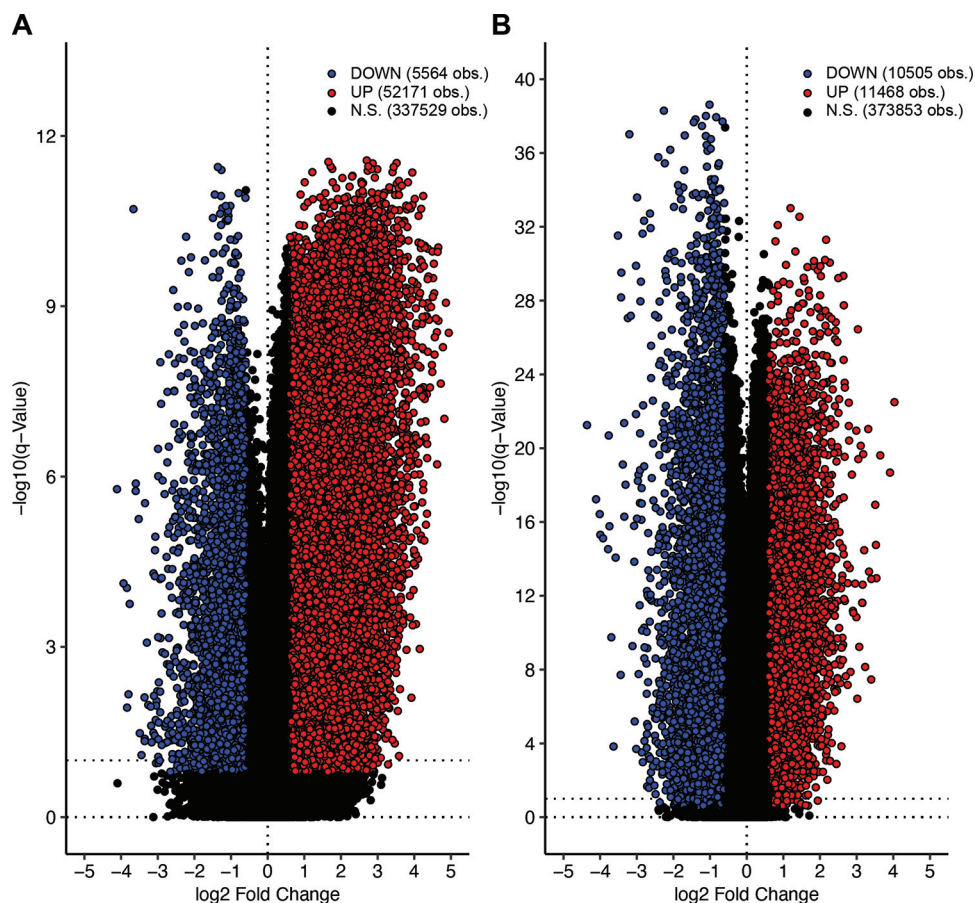 A
DOWN (5564 obs.)
UP (52171 obs.)
N.S. (337529 obs.)
12
9
6
3
0
−log10(q−Value)
−5 −4 −3 −2 −1 0 1 2 3 4 5
log2 Fold Change
B
DOWN (10505 obs.)
UP (11468 obs.)
N.S. (373853 obs.)
40
36
32
28
24
20
16
12
8
4
0
−log10(q−Value)
−5 −4 −3 −2 −1 0 1 2 3 4 5
log2 Fold Change